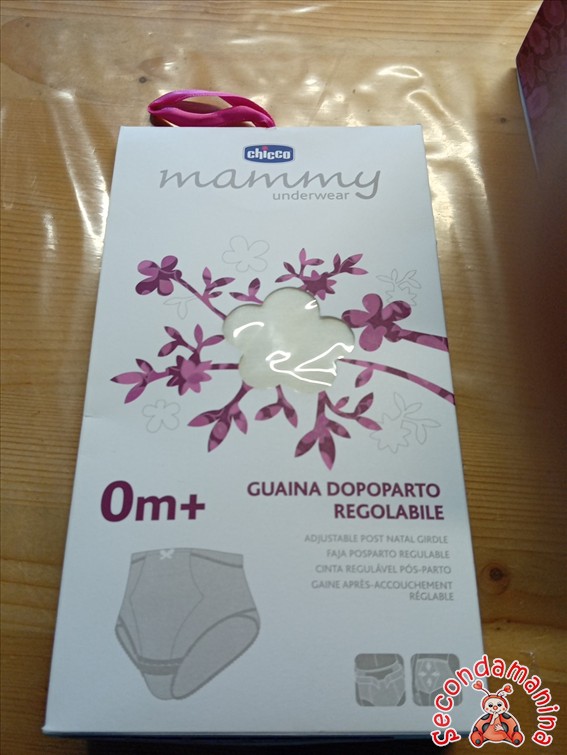 chicco
mammy
underwear
0m+
GUAINA DOPOPARTO
REGOLABILE
ADJUSTABLE POST NATAL GIRDLE
FAJA POSPARTO REGULABLE
CINTA REGULÁVEL PÓS-PARTO
GAINE APRÈS-ACCOUCHEMENT
RÉGLABLE
secondamanina